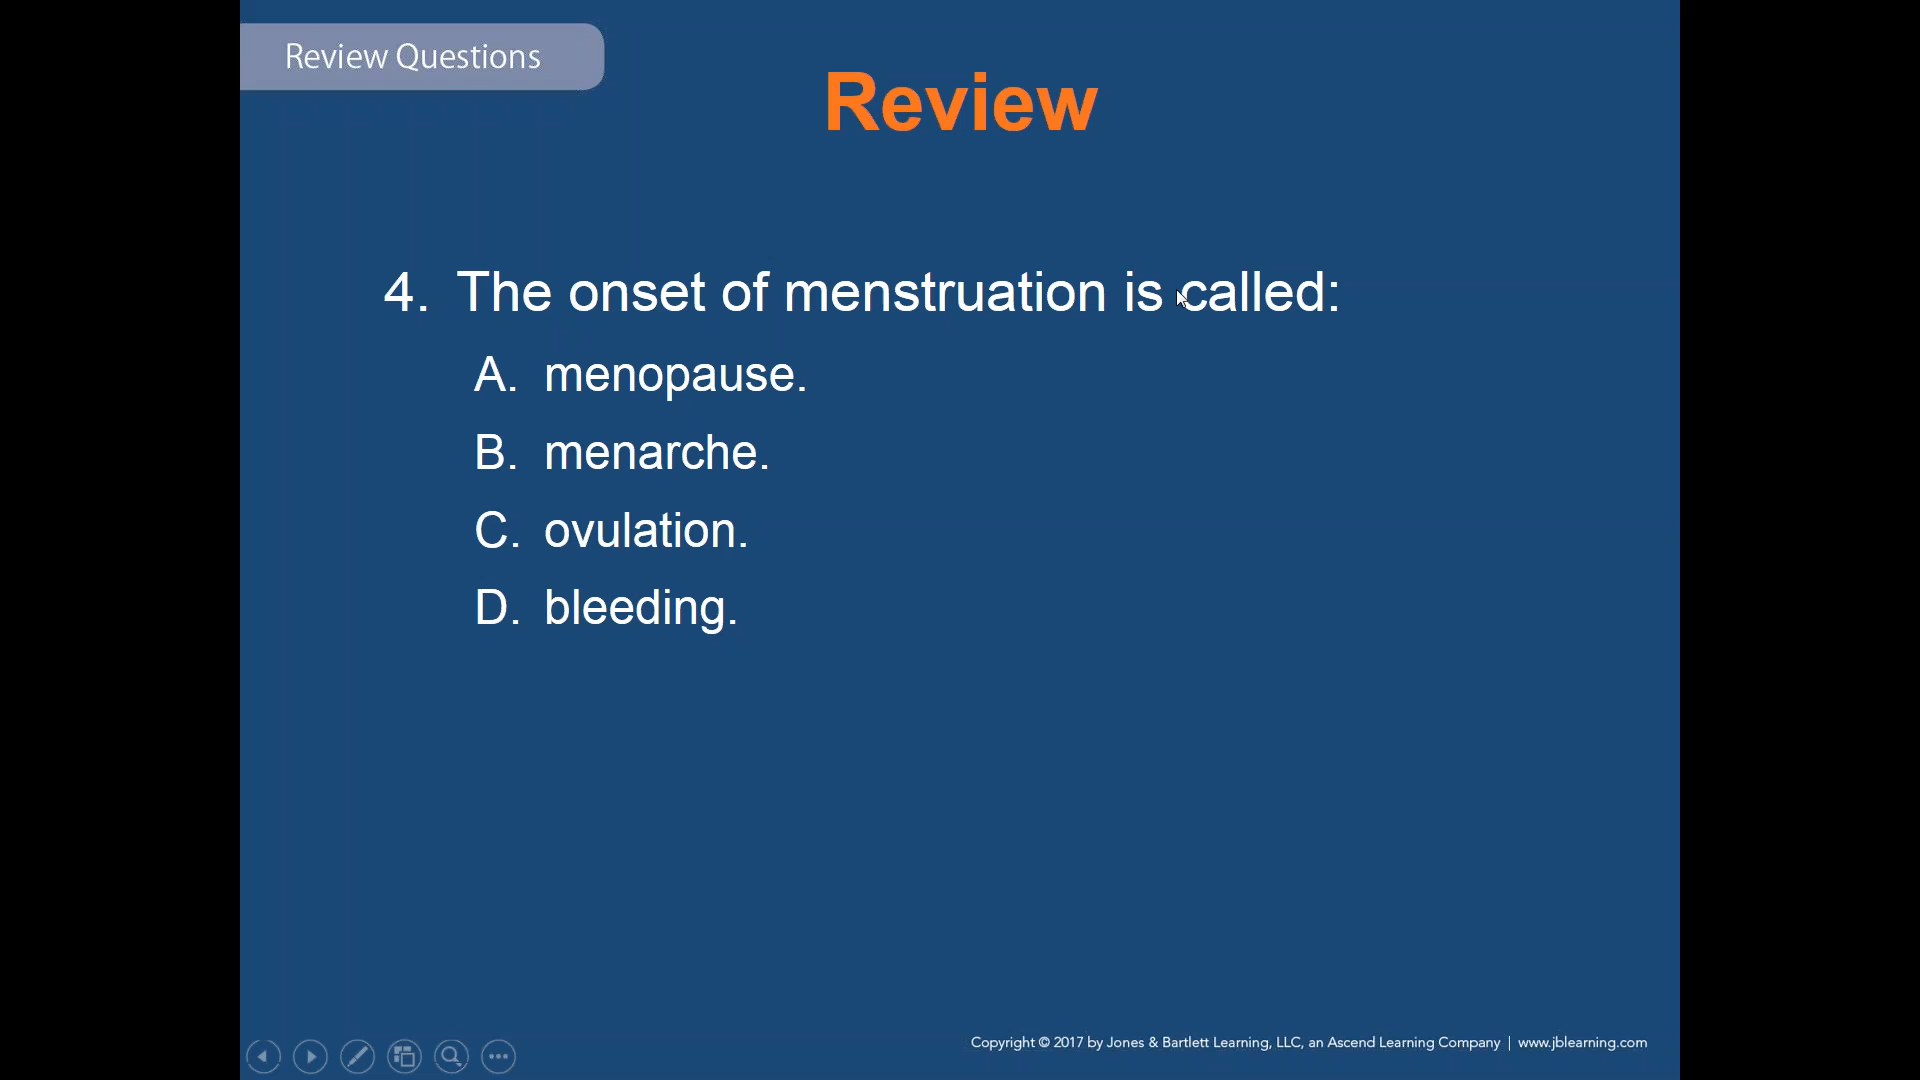 Review Questions
Review
4. The onset of menstruation is called:
A. menopause.
B. menarche.
C. ovulation.
D. bleeding.
Copyright © 2017 by Jones & Bartlett Learning, LLC, an Ascend Learning Company | www.jblearning.com